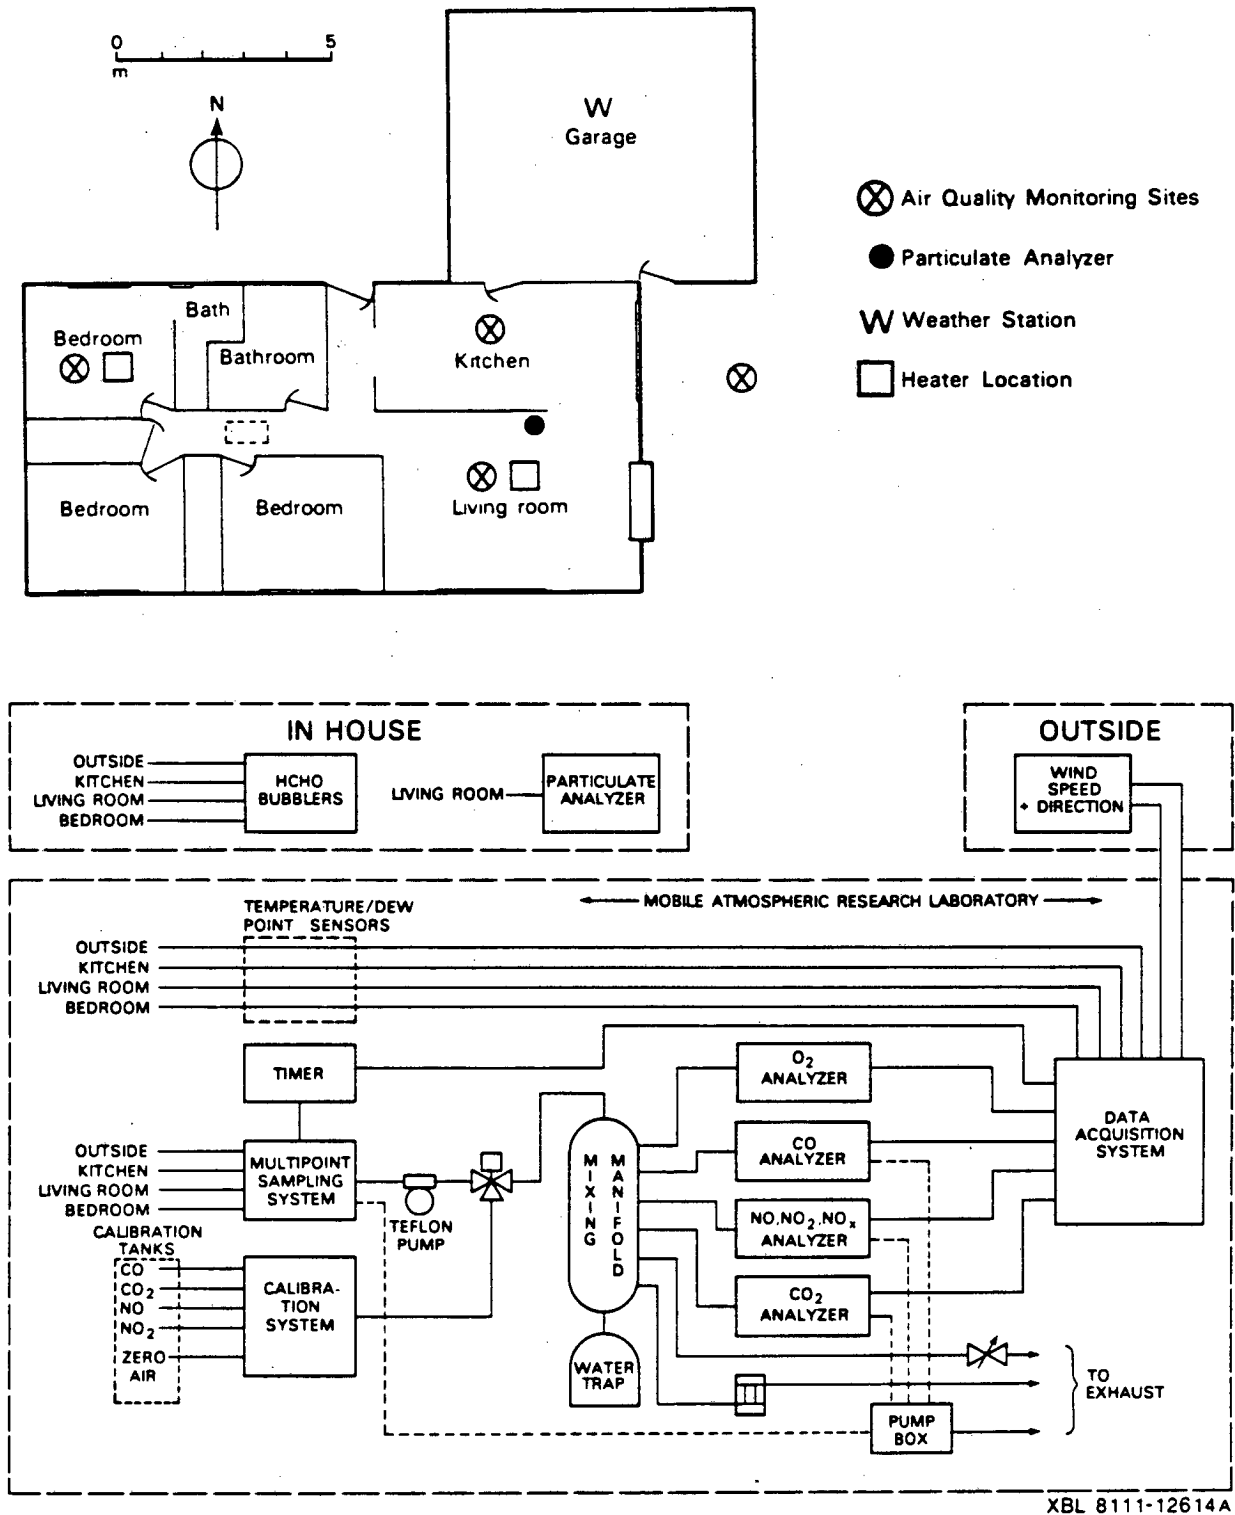 0 5
m
N
W
Garage
Air Quality Monitoring Sites
Particulate Analyzer
W Weather Station
Heater Location
Bath
Bedroom
Bathroom
Kitchen
Living room
Bedroom
Bedroom
IN HOUSE
OUTSIDE
KITCHEN
LIVING ROOM
BEDROOM
HCHO
BUBBLERS
LIVING ROOM
PARTICULATE
ANALYZER
OUTSIDE
WIND
SPEED
+ DIRECTION
MOBILE ATMOSPHERIC RESEARCH LABORATORY
TEMPERATURE/DEW
POINT SENSORS
OUTSIDE
KITCHEN
LIVING ROOM
BEDROOM
TIMER
OUTSIDE
KITCHEN
LIVING ROOM
BEDROOM
MULTIPOINT
SAMPLING
SYSTEM
TEFLON
PUMP
CALIBRATION
TANKS
CO
CO2
NO
NO2
ZERO
AIR
CALIBRA-
TION
SYSTEM
MIXING
MANIFOLD
WATER
TRAP
O2
ANALYZER
CO
ANALYZER
NO,NO2,NOx
ANALYZER
CO2
ANALYZER
DATA
ACQUISITION
SYSTEM
PUMP
BOX
TO
EXHAUST
XBL 8111-12614A